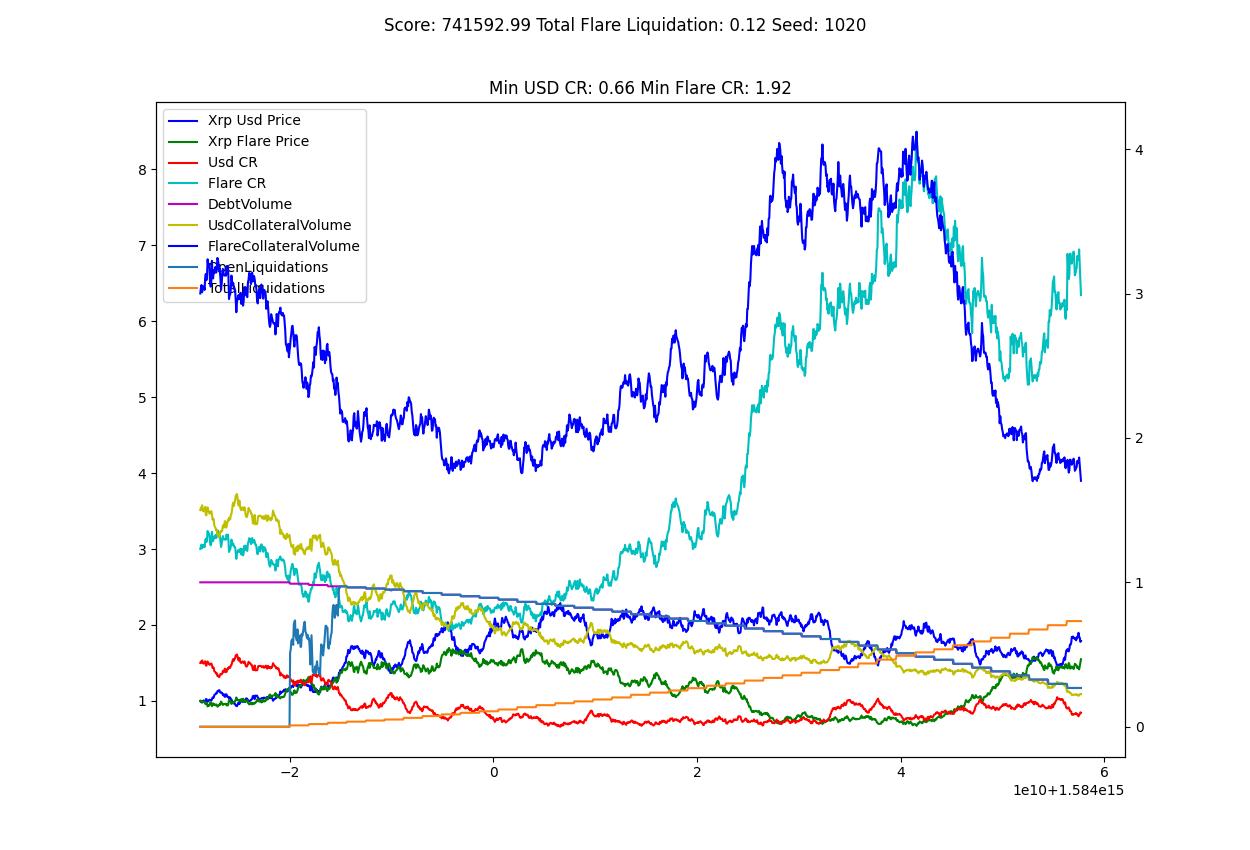 Score: 741592.99 Total Flare Liquidation: 0.12 Seed: 1020
Min USD CR: 0.66 Min Flare CR: 1.92
Xrp Usd Price
Xrp Flare Price
Usd CR
Flare CR
DebtVolume
UsdCollateralVolume
FlareCollateralVolume
OpenLiquidations
TotalLiquidations
8
7
6
5
4
3
2
1
4
3
2
1
0
−2
0
2
4
6
1e10+1.584e15